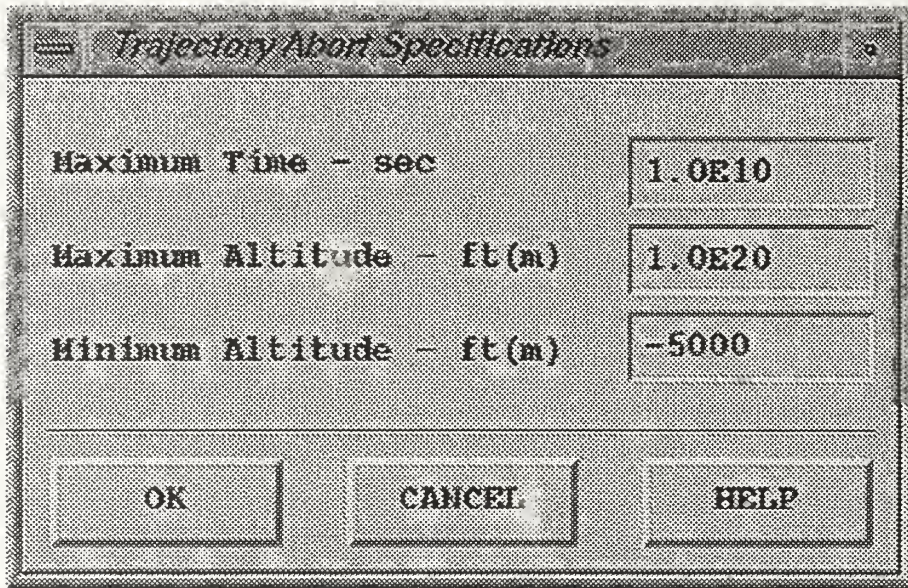 Trajectory Abort Specifications
Maximum Time - sec 1.0E10
Maximum Altitude - ft(m) 1.0E20
Minimum Altitude - ft(m) -5000
OK CANCEL HELP